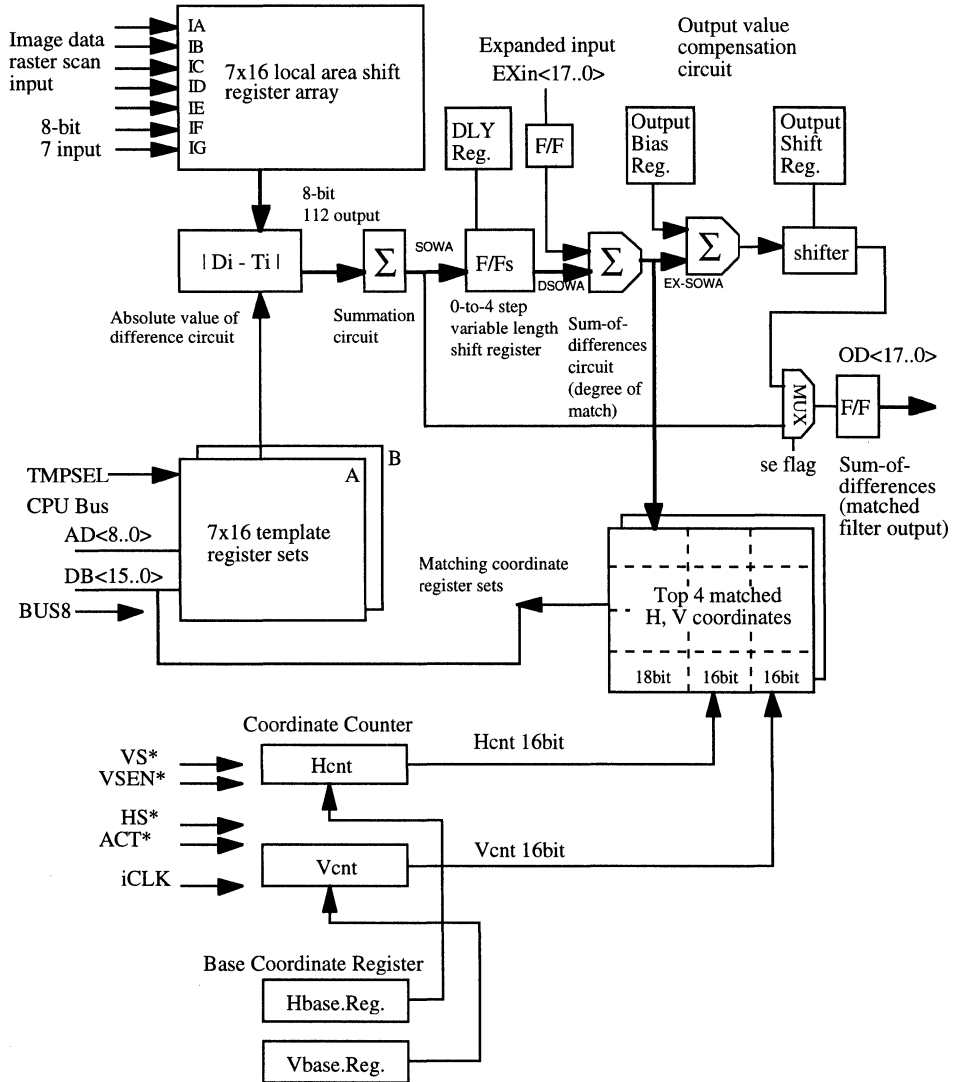 Image data
raster scan
input
8-bit
7 input
IA
IB
IC
ID
IE
IF
IG
7x16 local area shift
register array
Expanded input
EXin<17..0>
Output value
compensation
circuit
DLY
Reg.
F/F
Output
Bias
Reg.
Output
Shift
Reg.
8-bit
112 output
| Di - Ti |
Σ
SOWA
F/Fs
DSOWA
Σ
EX-SOWA
Σ
shifter
Absolute value of
difference circuit
Summation
circuit
0-to-4 step
variable length
shift register
Sum-of-
differences
circuit
(degree of
match)
OD<17..0>
MUX
F/F
se flag
Sum-of-
differences
(matched
filter output)
TMPSEL
CPU Bus
AD<8..0>
DB<15..0>
BUS8
A
B
7x16 template
register sets
Matching coordinate
register sets
Top 4 matched
H, V coordinates
18bit
16bit
16bit
Coordinate Counter
VS*
VSEN*
HS*
ACT*
iCLK
Hcnt
Hcnt 16bit
Vcnt
Vcnt 16bit
Base Coordinate Register
Hbase.Reg.
Vbase.Reg.